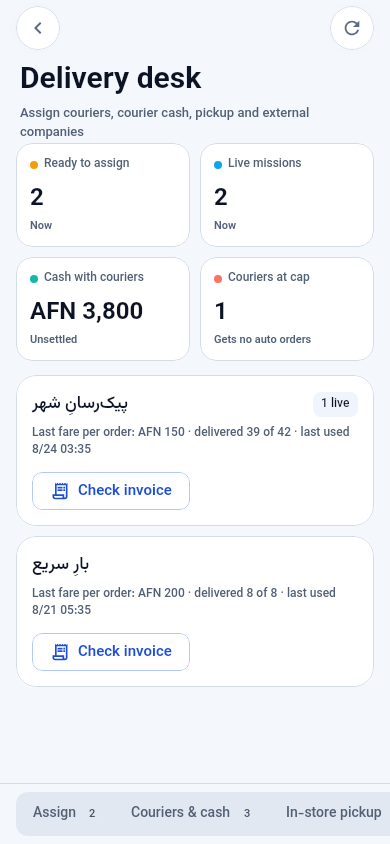 Delivery desk
Assign couriers, courier cash, pickup and external
companies
Ready to assign
2
Now
Live missions
2
Now
Cash with couriers
AFN 3,800
Unsettled
Couriers at cap
1
Gets no auto orders
پیک‌رسانِ شهر
1 live
Last fare per order: AFN 150 · delivered 39 of 42 · last used
8/24 03:35
Check invoice
بارِ سریع
Last fare per order: AFN 200 · delivered 8 of 8 · last used
8/21 05:35
Check invoice
Assign 2
Couriers & cash 3
In-store pickup